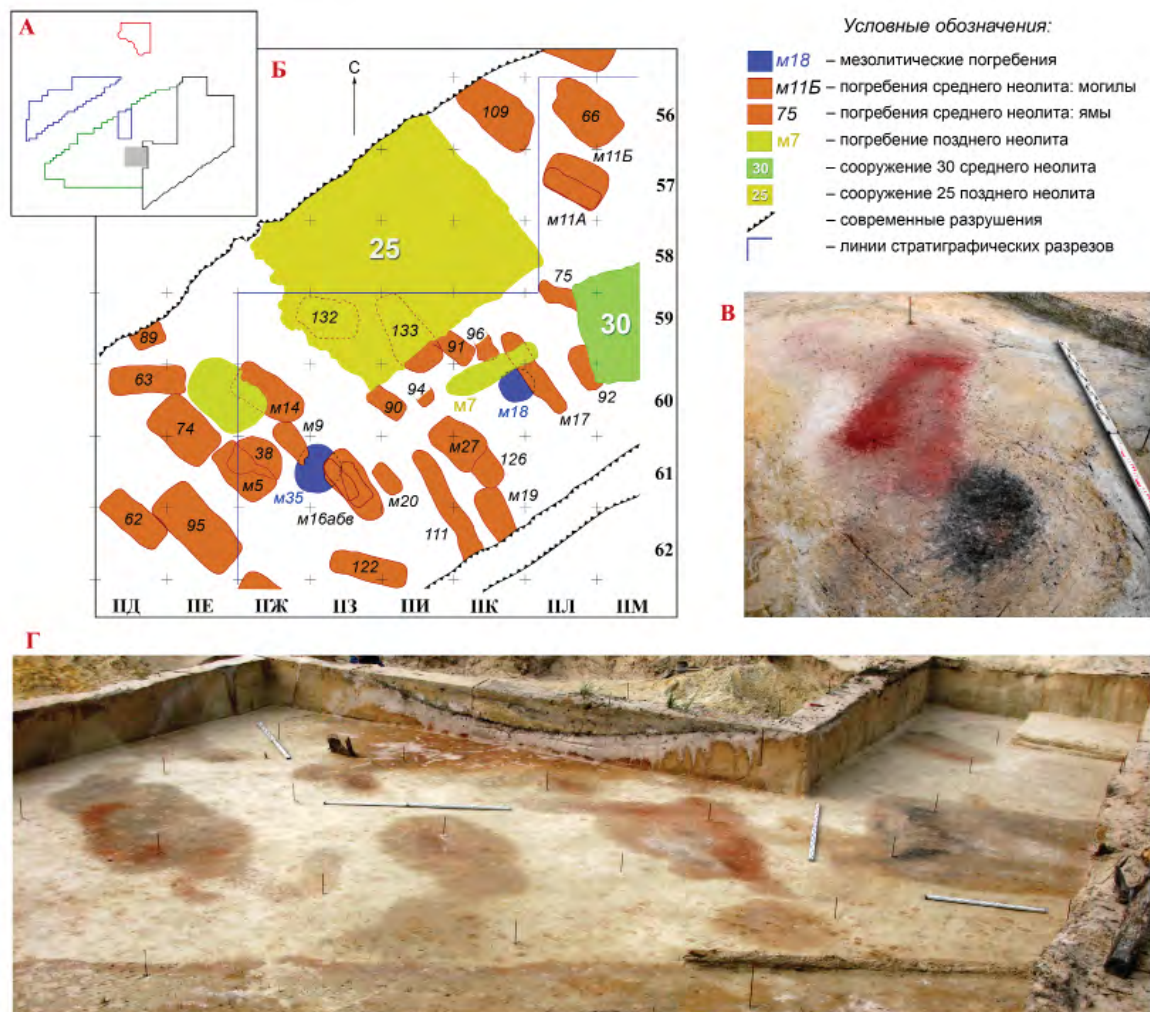 А
Б
С
Условные обозначения:
м18 – мезолитические погребения
м11Б – погребения среднего неолита: могилы
75 – погребения среднего неолита: ямы
м7 – погребение позднего неолита
30 – сооружение 30 среднего неолита
25 – сооружение 25 позднего неолита
– современные разрушения
– линии стратиграфических разрезов
109
66
56
м11Б
57
м11А
25
58
75
30
59
132
133
96
91
89
63
94
90
м7
м18
м17
92
60
м14
74
м9
м27
38
126
61
м5
м35
м20
м19
м16абв
62
95
111
122
62
ПД ПЕ ПЖ ПЗ ПИ ПК ПЛ ПМ
В
Г